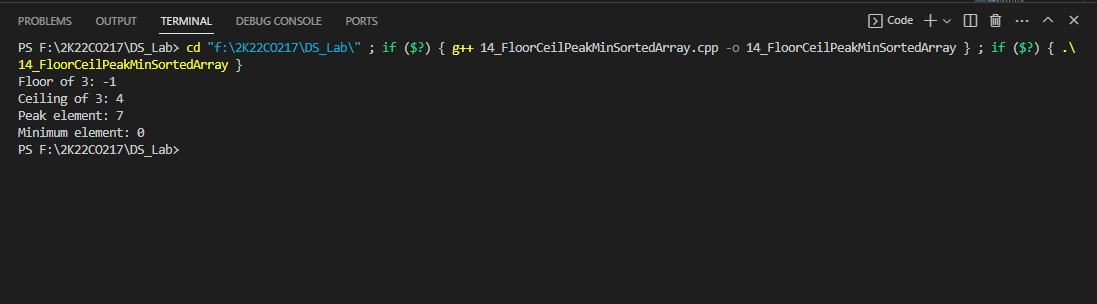 PROBLEMS OUTPUT TERMINAL DEBUG CONSOLE PORTS Code
PS F:\2K22CO217\DS_Lab> cd "f:\2K22CO217\DS_Lab\" ; if ($?) { g++ 14_FloorCeilPeakMinSortedArray.cpp -o 14_FloorCeilPeakMinSortedArray } ; if ($?) { .\
14_FloorCeilPeakMinSortedArray }
Floor of 3: -1
Ceiling of 3: 4
Peak element: 7
Minimum element: 0
PS F:\2K22CO217\DS_Lab>